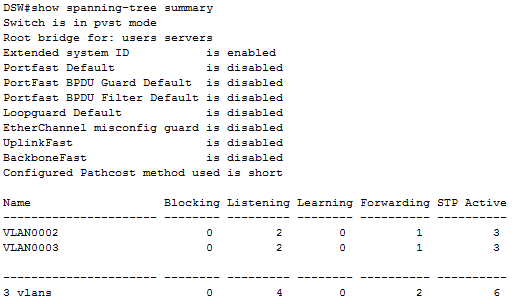 DSW#show spanning-tree summary
Switch is in pvst mode
Root bridge for: users servers
Extended system ID           is enabled
Portfast Default             is disabled
PortFast BPDU Guard Default  is disabled
Portfast BPDU Filter Default is disabled
Loopguard Default            is disabled
EtherChannel misconfig guard is disabled
UplinkFast                   is disabled
BackboneFast                 is disabled
Configured Pathcost method used is short
Name                   Blocking Listening Learning Forwarding STP Active
---------------------- -------- --------- -------- ---------- ----------
VLAN0002                     0         2        0          1          3
VLAN0003                     0         2        0          1          3
---------------------- -------- --------- -------- ---------- ----------
3 vlans                      0         4        0          2          6